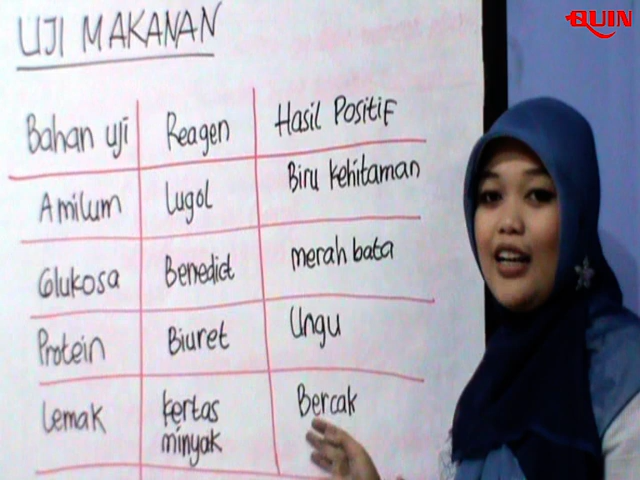 QUIN
UJI MAKANAN
Bahan uji Reagen Hasil Positif
Amilum Lugol Biru kehitaman
Glukosa Benedict merah bata
Protein Biuret Ungu
Lemak kertas Bercak
minyak